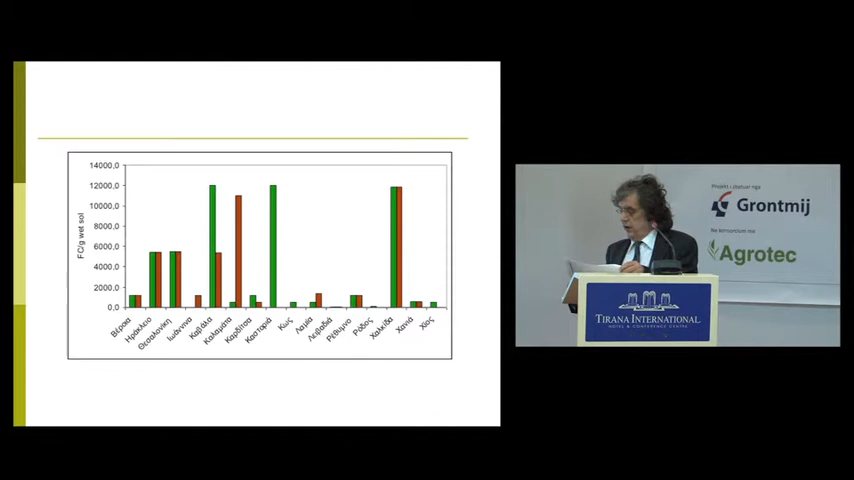 14000,0
12000,0
10000,0
8000,0
6000,0
4000,0
2000,0
0,0
FC/g wet sol
Βέροια
Ηράκλειο
Θεσσαλονίκη
Ιωάννινα
Καβάλα
Καλαμάτα
Καρδίτσα
Καστοριά
Κως
Λαμία
Λειβαδιά
Ρέθυμνο
Ρόδος
Χαλκίδα
Χανιά
Χίος
Projekt i zbatuar nga
Grontmij
Ne konsorcium me
Agrotec
TIRANA INTERNATIONAL
HOTEL & CONFERENCE CENTRE